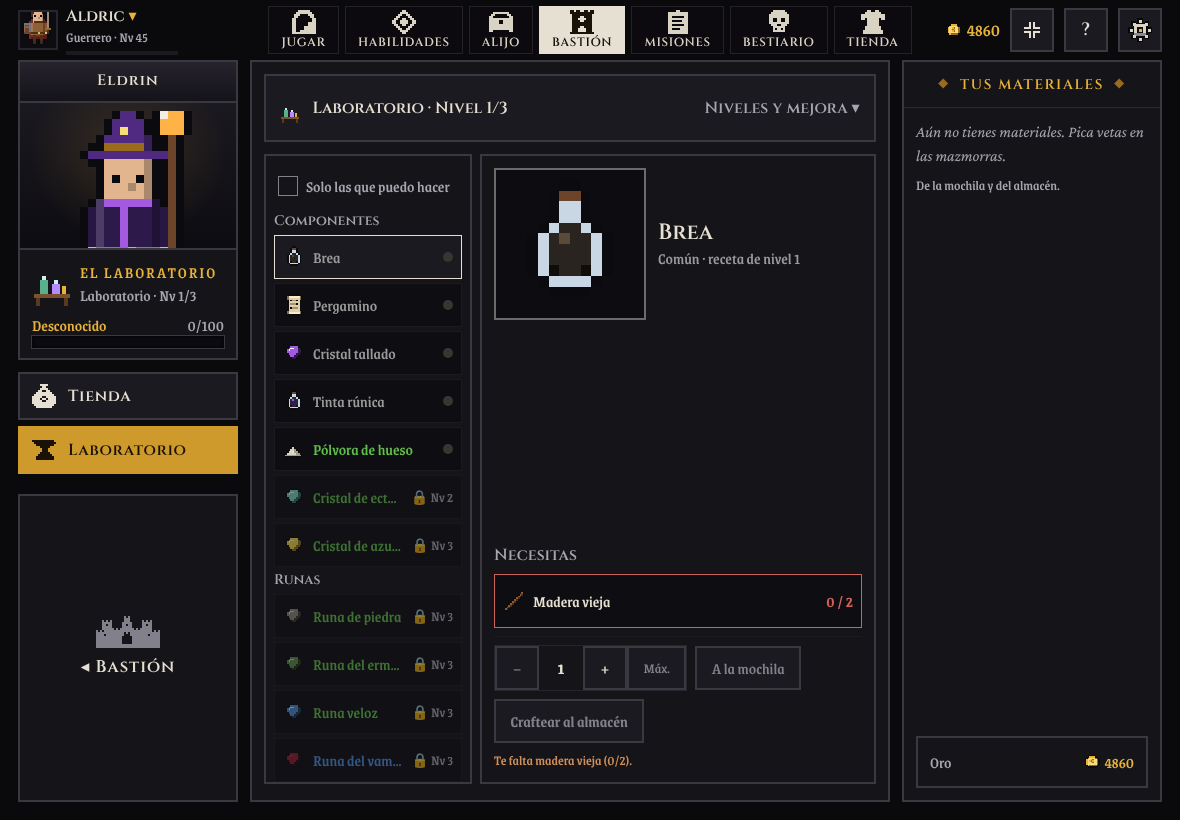 Aldric ▾
Guerrero · Nv 45
Jugar
Habilidades
Alijo
Bastión
Misiones
Bestiario
Tienda
4860
?
Eldrin
EL LABORATORIO
Laboratorio · Nv 1/3
Desconocido 0/100
Tienda
Laboratorio
◂ Bastión
Laboratorio · Nivel 1/3
Niveles y mejora ▾
Solo las que puedo hacer
Componentes
Brea
Pergamino
Cristal tallado
Tinta rúnica
Pólvora de hueso
Cristal de ect... Nv 2
Cristal de azu... Nv 3
Runas
Runa de piedra Nv 3
Runa del erm... Nv 3
Runa veloz Nv 3
Runa del vam... Nv 3
Brea
Común · receta de nivel 1
Necesitas
Madera vieja 0 / 2
− 1 + Máx. A la mochila
Craftear al almacén
Te falta madera vieja (0/2).
◆ TUS MATERIALES ◆
Aún no tienes materiales. Pica vetas en
las mazmorras.
De la mochila y del almacén.
Oro 4860